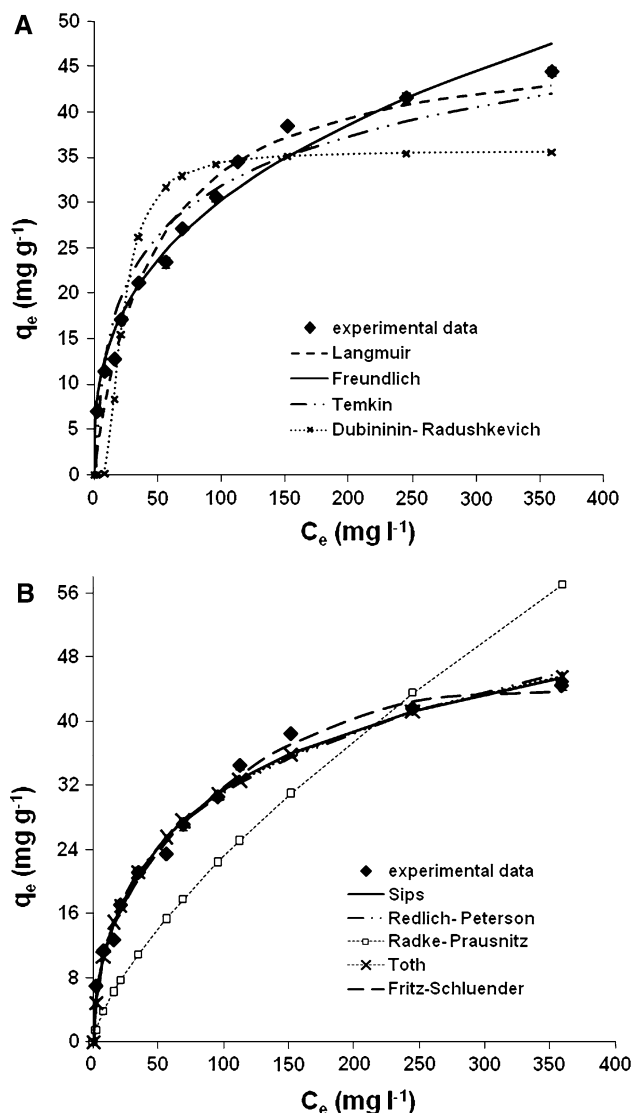 A
50
45
40
35
30
25
20
15
10
5
0
qe (mg g-1)
experimental data
Langmuir
Freundlich
Temkin
Dubininin- Radushkevich
0 50 100 150 200 250 300 350 400
Ce (mg l-1)
B
56
48
40
32
24
16
8
0
qe (mg g-1)
experimental data
Sips
Redlich- Peterson
Radke- Prausnitz
Toth
Fritz-Schluender
0 50 100 150 200 250 300 350 400
Ce (mg l-1)